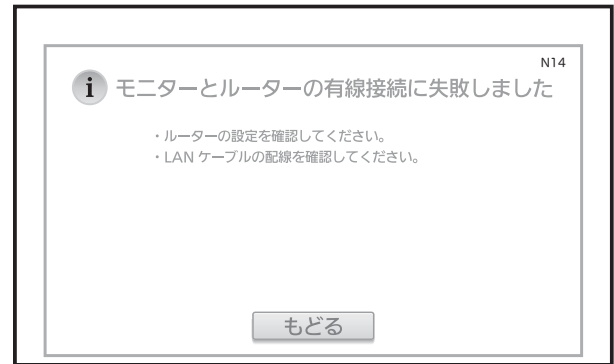 N14
i モニターとルーターの有線接続に失敗しました
・ルーターの設定を確認してください。
・LAN ケーブルの配線を確認してください。
もどる